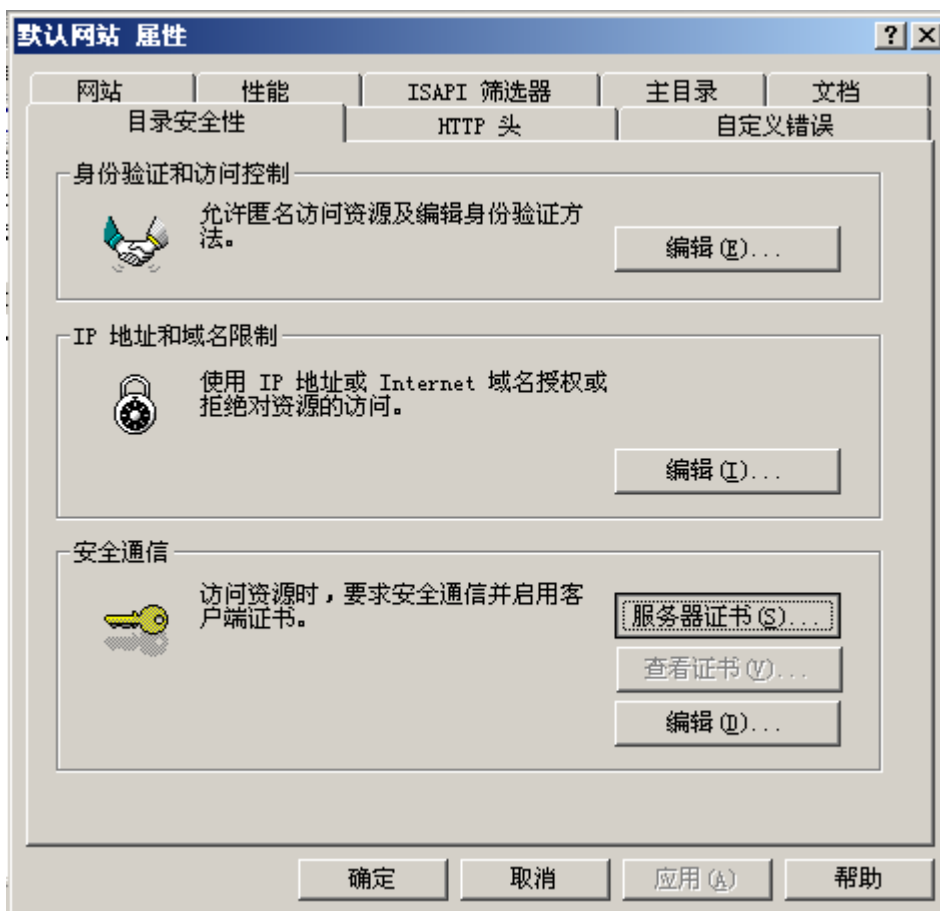 默认网站 属性
网站 性能 ISAPI 筛选器 主目录 文档
目录安全性 HTTP 头 自定义错误
身份验证和访问控制
允许匿名访问资源及编辑身份验证方
法。
编辑(E)...
IP 地址和域名限制
使用 IP 地址或 Internet 域名授权或
拒绝对资源的访问。
编辑(I)...
安全通信
访问资源时，要求安全通信并启用客
户端证书。
服务器证书(S)...
查看证书(V)...
编辑(D)...
确定 取消 应用(A) 帮助